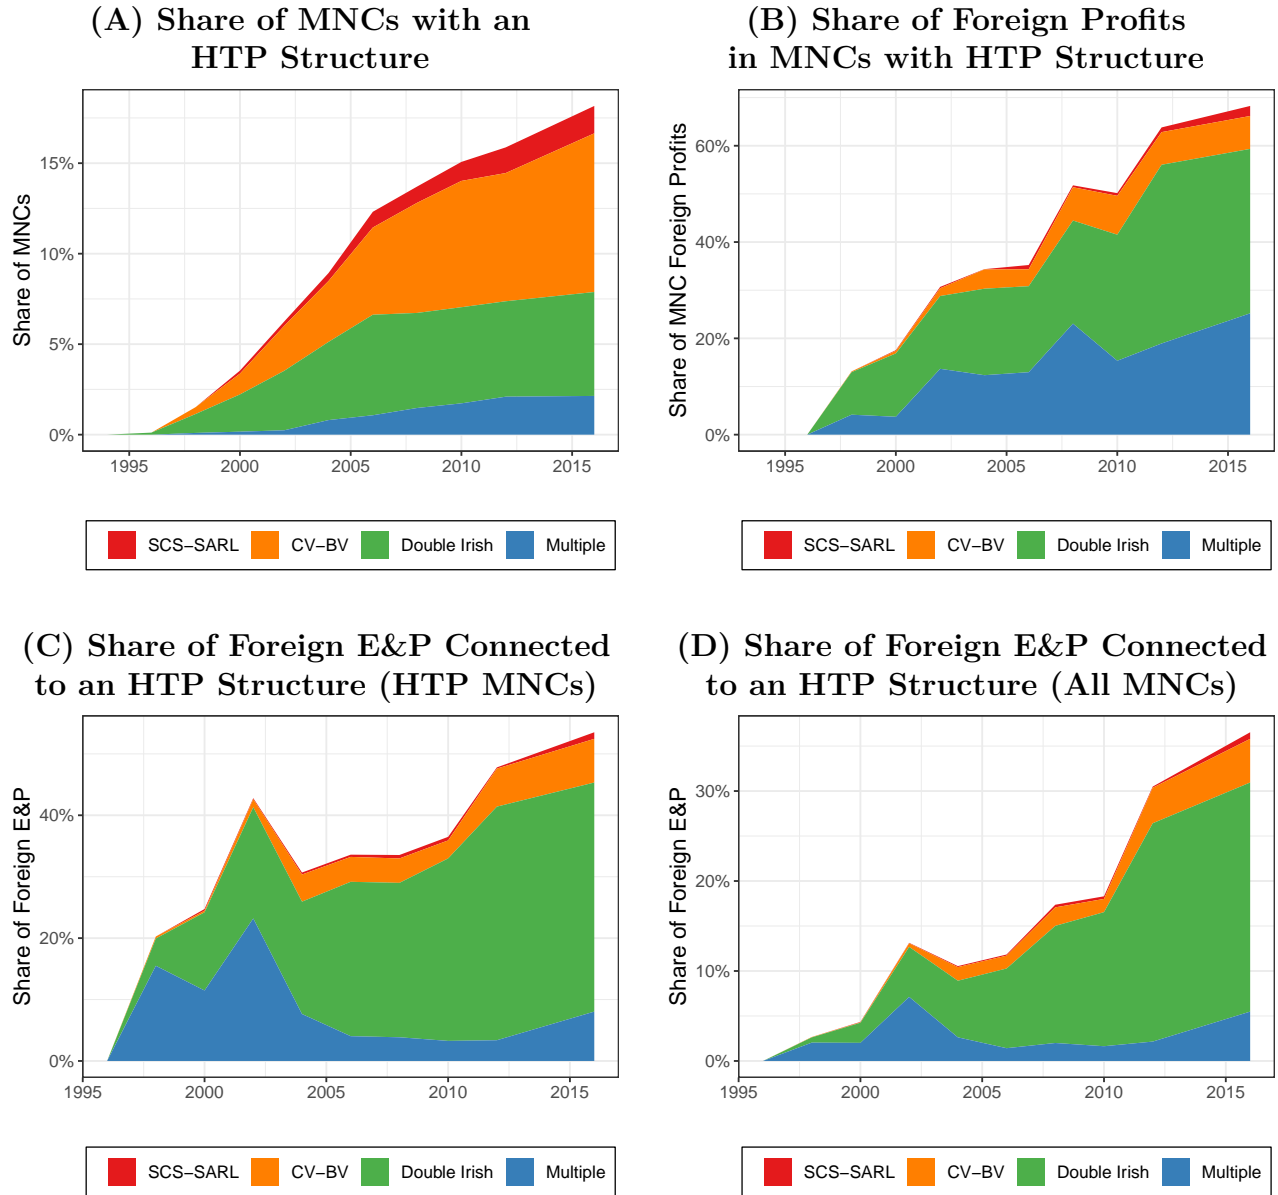 (A) Share of MNCs with an
HTP Structure
Share of MNCs
15%
10%
5%
0%
1995 2000 2005 2010 2015
SCS-SARL CV-BV Double Irish Multiple
(B) Share of Foreign Profits
in MNCs with HTP Structure
Share of MNC Foreign Profits
60%
40%
20%
0%
1995 2000 2005 2010 2015
SCS-SARL CV-BV Double Irish Multiple
(C) Share of Foreign E&P Connected
to an HTP Structure (HTP MNCs)
Share of Foreign E&P
40%
20%
0%
1995 2000 2005 2010 2015
SCS-SARL CV-BV Double Irish Multiple
(D) Share of Foreign E&P Connected
to an HTP Structure (All MNCs)
Share of Foreign E&P
30%
20%
10%
0%
1995 2000 2005 2010 2015
SCS-SARL CV-BV Double Irish Multiple